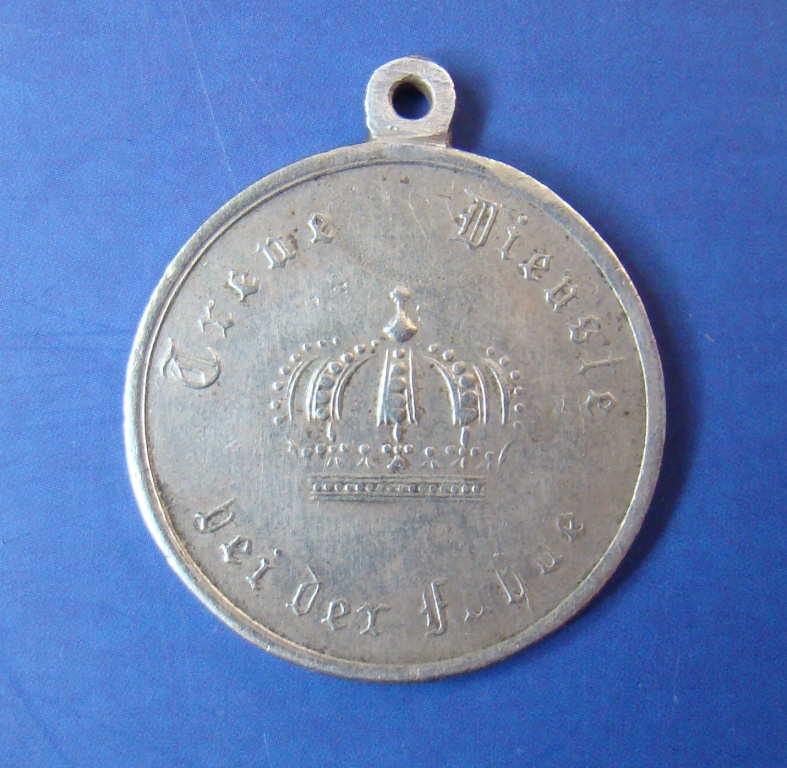 Treue Dienste
bei der Fahne